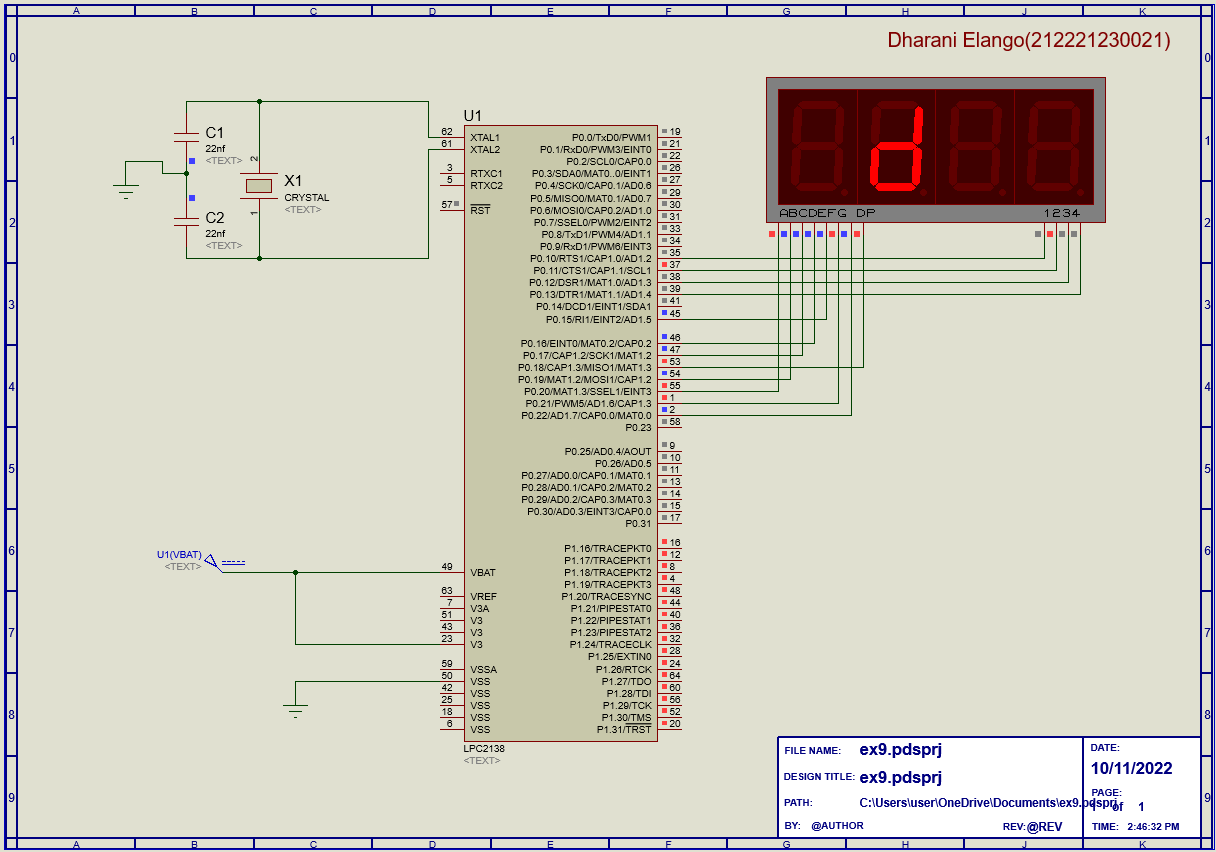 A B C D E F G H J K
Dharani Elango(212221230021)
0 0
1 1
2 2
3 3
4 4
5 5
6 6
7 7
8 8
9 9
C1
22nf
<TEXT>
C2
22nf
<TEXT>
2
X1
CRYSTAL
<TEXT>
1
U1
62 XTAL1
61 XTAL2
3 RTXC1
5 RTXC2
57 RST
49 VBAT
63 VREF
7 V3A
51 V3
43 V3
23 V3
59 VSSA
50 VSS
42 VSS
25 VSS
18 VSS
6 VSS
P0.0/TxD0/PWM1 19
P0.1/RxD0/PWM3/EINT0 21
P0.2/SCL0/CAP0.0 22
P0.3/SDA0/MAT0..0/EINT1 26
P0.4/SCK0/CAP0.1/AD0.6 27
P0.5/MISO0/MAT0.1/AD0.7 29
P0.6/MOSI0/CAP0.2/AD1.0 30
P0.7/SSEL0/PWM2/EINT2 31
P0.8/TxD1/PWM4/AD1.1 33
P0.9/RxD1/PWM6/EINT3 34
P0.10/RTS1/CAP1.0/AD1.2 35
P0.11/CTS1/CAP1.1/SCL1 37
P0.12/DSR1/MAT1.0/AD1.3 38
P0.13/DTR1/MAT1.1/AD1.4 39
P0.14/DCD1/EINT1/SDA1 41
P0.15/RI1/EINT2/AD1.5 45
P0.16/EINT0/MAT0.2/CAP0.2 46
P0.17/CAP1.2/SCK1/MAT1.2 47
P0.18/CAP1.3/MISO1/MAT1.3 53
P0.19/MAT1.2/MOSI1/CAP1.2 54
P0.20/MAT1.3/SSEL1/EINT3 55
P0.21/PWM5/AD1.6/CAP1.3 1
P0.22/AD1.7/CAP0.0/MAT0.0 2
P0.23 58
P0.25/AD0.4/AOUT 9
P0.26/AD0.5 10
P0.27/AD0.0/CAP0.1/MAT0.1 11
P0.28/AD0.1/CAP0.2/MAT0.2 13
P0.29/AD0.2/CAP0.3/MAT0.3 14
P0.30/AD0.3/EINT3/CAP0.0 15
P0.31 17
P1.16/TRACEPKT0 16
P1.17/TRACEPKT1 12
P1.18/TRACEPKT2 8
P1.19/TRACEPKT3 4
P1.20/TRACESYNC 48
P1.21/PIPESTAT0 44
P1.22/PIPESTAT1 40
P1.23/PIPESTAT2 36
P1.24/TRACECLK 32
P1.25/EXTIN0 28
P1.26/RTCK 24
P1.27/TDO 64
P1.28/TDI 60
P1.29/TCK 56
P1.30/TMS 52
P1.31/TRST 20
LPC2138
<TEXT>
U1(VBAT)
<TEXT>
d
ABCDEFG DP 1234
FILE NAME: ex9.pdsprj
DESIGN TITLE: ex9.pdsprj
PATH: C:\Users\user\OneDrive\Documents\ex9.pdsprj
BY: @AUTHOR REV:@REV
DATE:
10/11/2022
PAGE:
1 of 1
TIME: 2:46:32 PM
A B C D E F G H J K